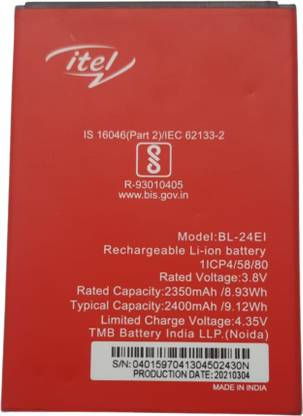 itel
IS 16046(Part 2)/IEC 62133-2
R-93010405
www.bis.gov.in
Model:BL-24EI
Rechargeable Li-ion battery
1ICP4/58/80
Rated Voltage:3.8V
Rated Capacity:2350mAh /8.93Wh
Typical Capacity:2400mAh /9.12Wh
Limited Charge Voltage:4.35V
TMB Battery India LLP.(Noida)
S/N: 0401597041304502430N
PRODUCTION DATE: 20210304
MADE IN INDIA